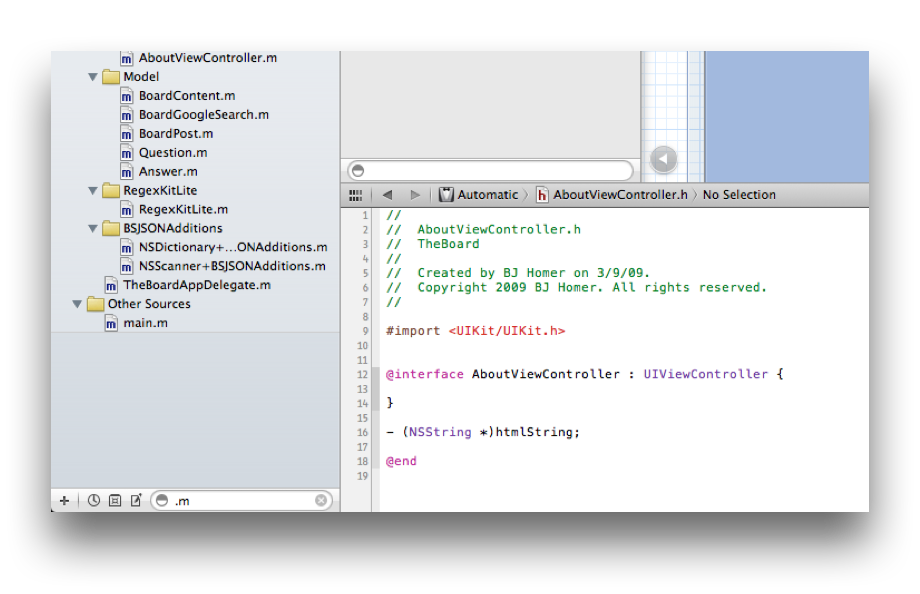 AboutViewController.m
Model
BoardContent.m
BoardGoogleSearch.m
BoardPost.m
Question.m
Answer.m
RegexKitLite
RegexKitLite.m
BSJSONAdditions
NSDictionary+...ONAdditions.m
NSScanner+BSJSONAdditions.m
TheBoardAppDelegate.m
Other Sources
main.m
.m
Automatic AboutViewController.h No Selection
1 //
2 //  AboutViewController.h
3 //  TheBoard
4 //
5 //  Created by BJ Homer on 3/9/09.
6 //  Copyright 2009 BJ Homer. All rights reserved.
7 //
8
9 #import <UIKit/UIKit.h>
10
11
12 @interface AboutViewController : UIViewController {
13
14 }
15
16 - (NSString *)htmlString;
17
18 @end
19